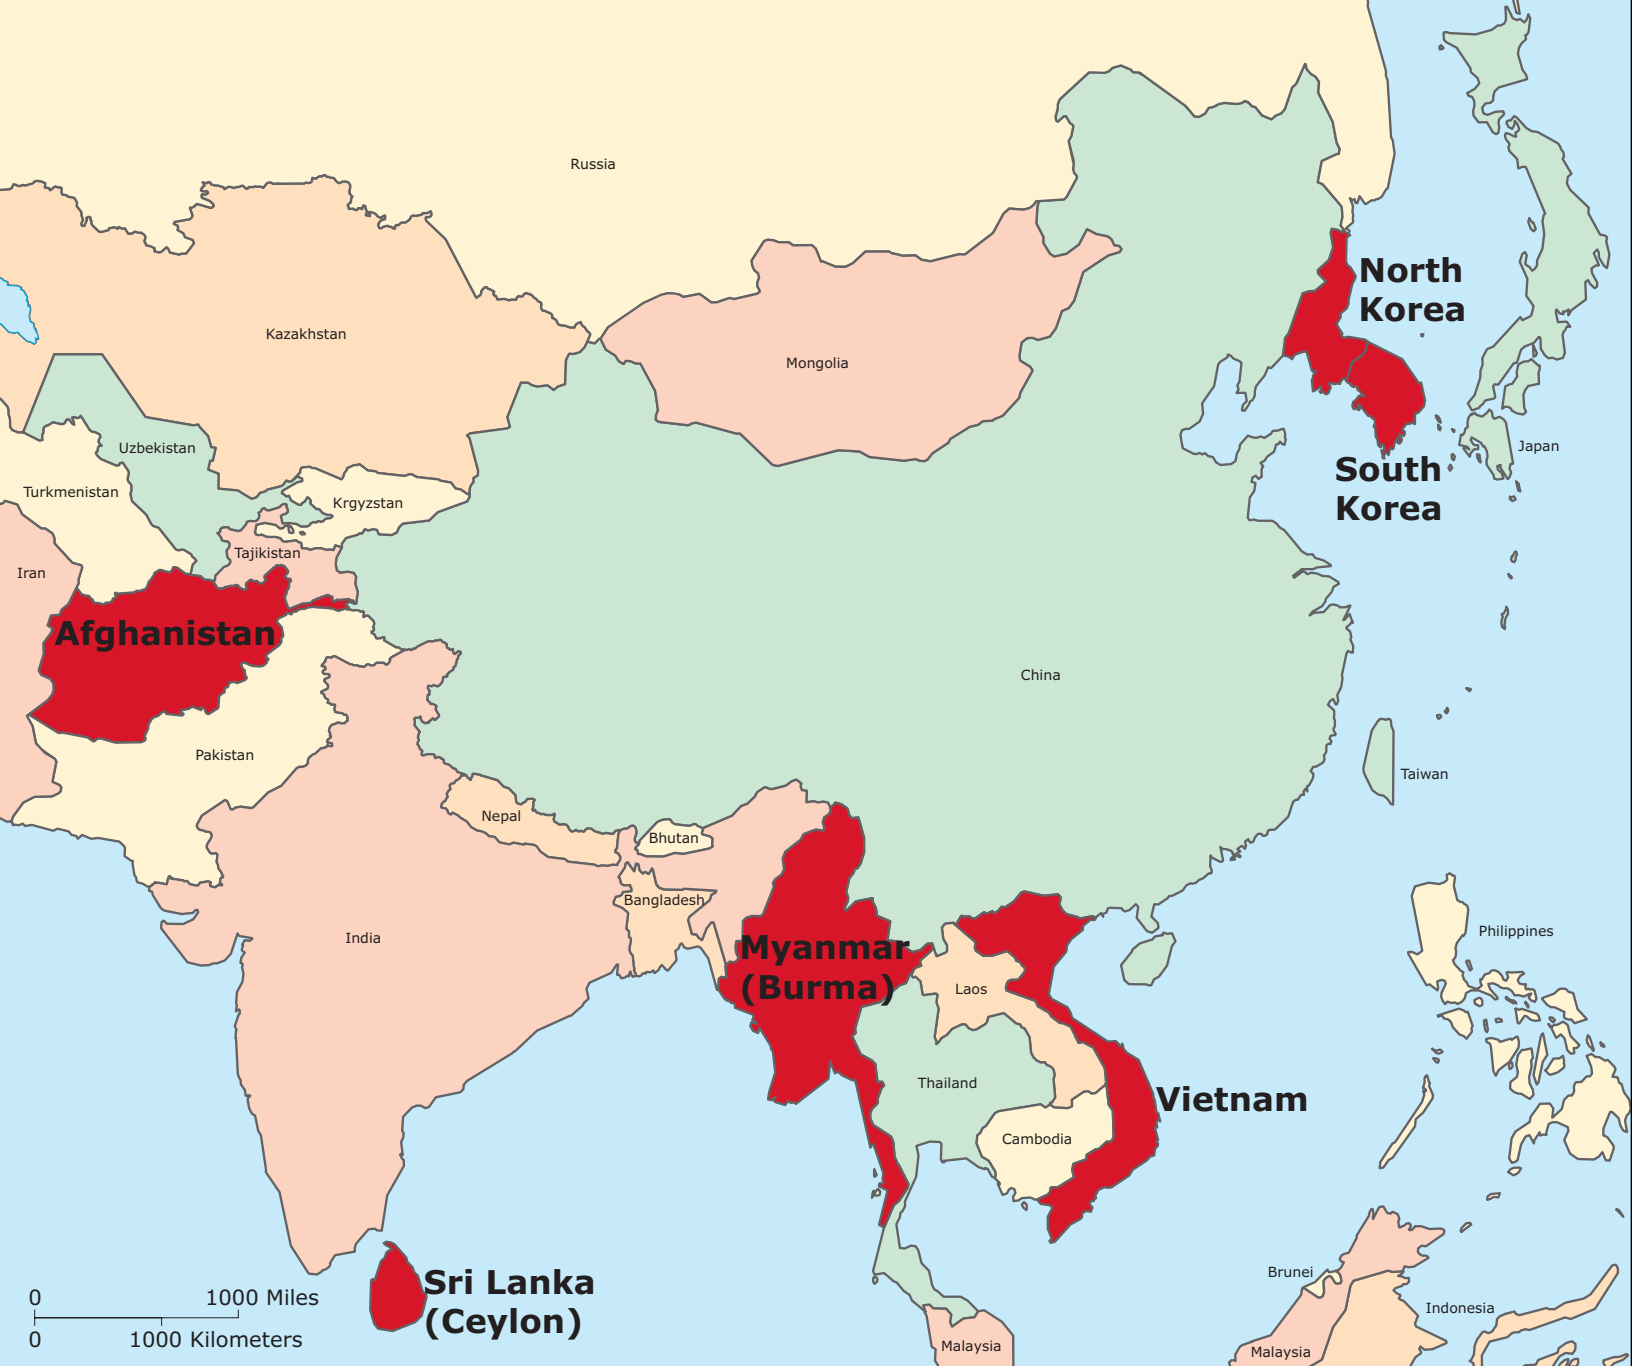 Russia
North
Korea
Kazakhstan
Mongolia
Uzbekistan
Japan
South
Korea
Turkmenistan
Krgyzstan
Tajikistan
Iran
Afghanistan
China
Pakistan
Taiwan
Nepal
Bhutan
Bangladesh
India
Philippines
Myanmar
(Burma)
Laos
Thailand
Vietnam
Cambodia
Brunei
Sri Lanka
(Ceylon)
0 1000 Miles
0 1000 Kilometers
Indonesia
Malaysia
Malaysia